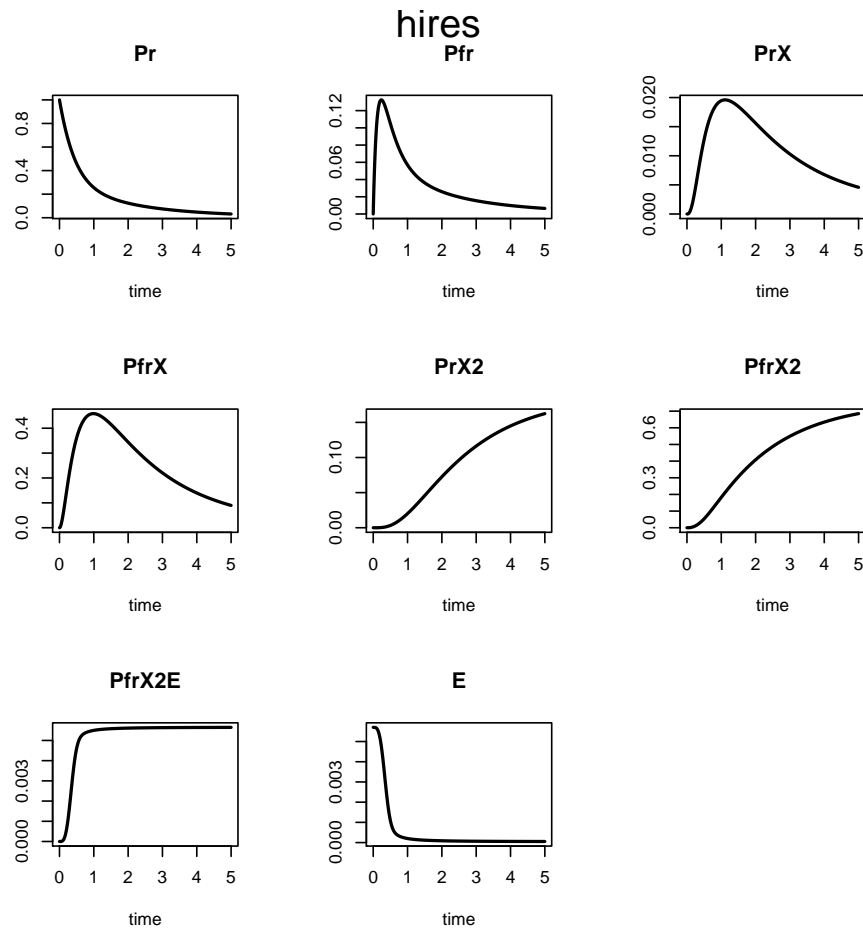 hires
Pr
Pfr
PrX
0.0 0.4 0.8
0.00 0.06 0.12
0.000 0.010 0.020
0 1 2 3 4 5
0 1 2 3 4 5
0 1 2 3 4 5
time
time
time
PfrX
PrX2
PfrX2
0.0 0.2 0.4
0.00 0.10
0.0 0.3 0.6
0 1 2 3 4 5
0 1 2 3 4 5
0 1 2 3 4 5
time
time
time
PfrX2E
E
0.000 0.003
0.000 0.003
0 1 2 3 4 5
0 1 2 3 4 5
time
time